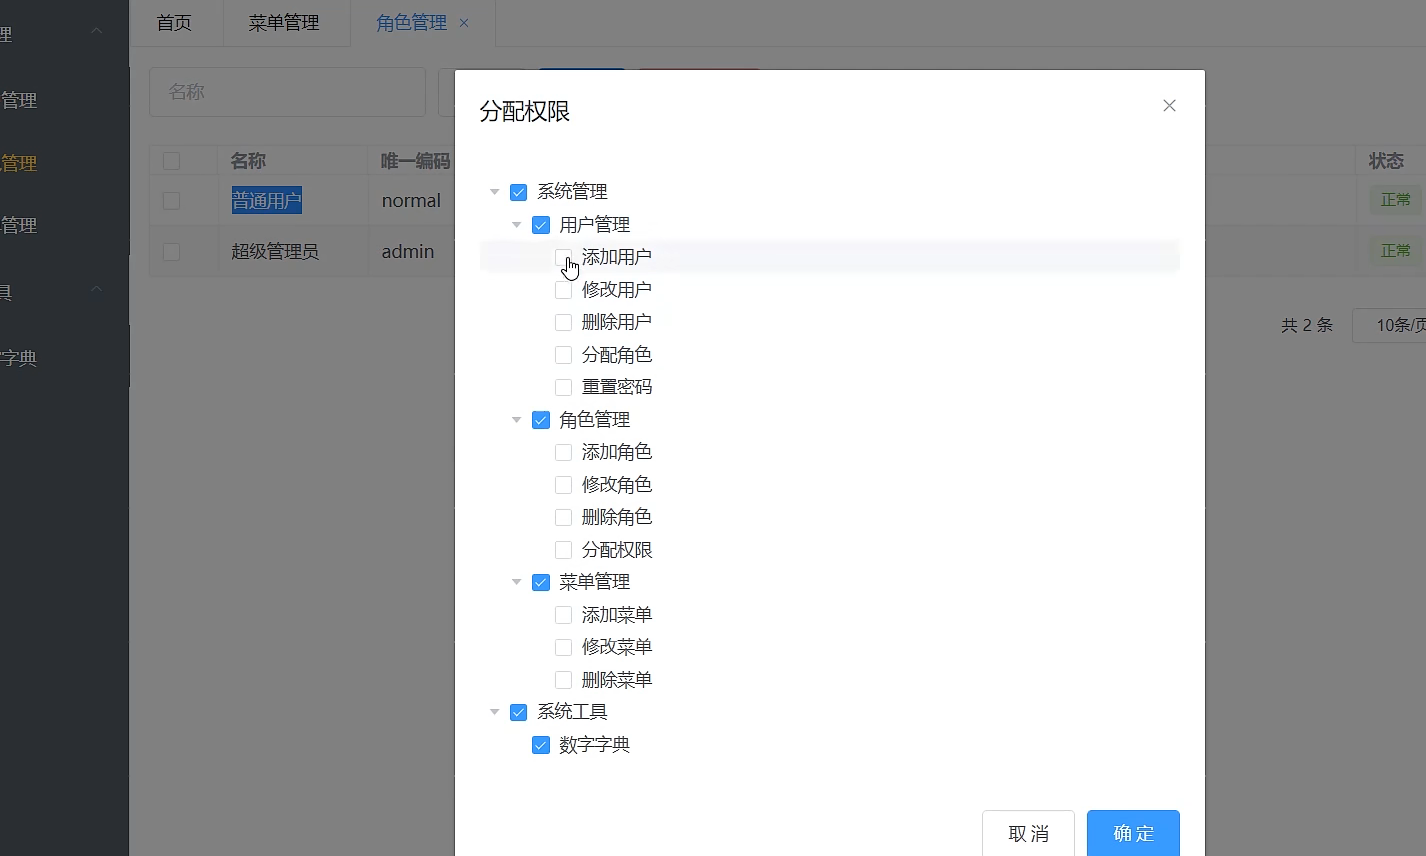 首页 菜单管理 角色管理
理
管理
管理
管理
具
字典
名称
名称 唯一编码 状态
普通用户 normal 正常
超级管理员 admin 正常
共 2 条 10条/页
分配权限
系统管理
用户管理
添加用户
修改用户
删除用户
分配角色
重置密码
角色管理
添加角色
修改角色
删除角色
分配权限
菜单管理
添加菜单
修改菜单
删除菜单
系统工具
数字字典
取 消 确 定